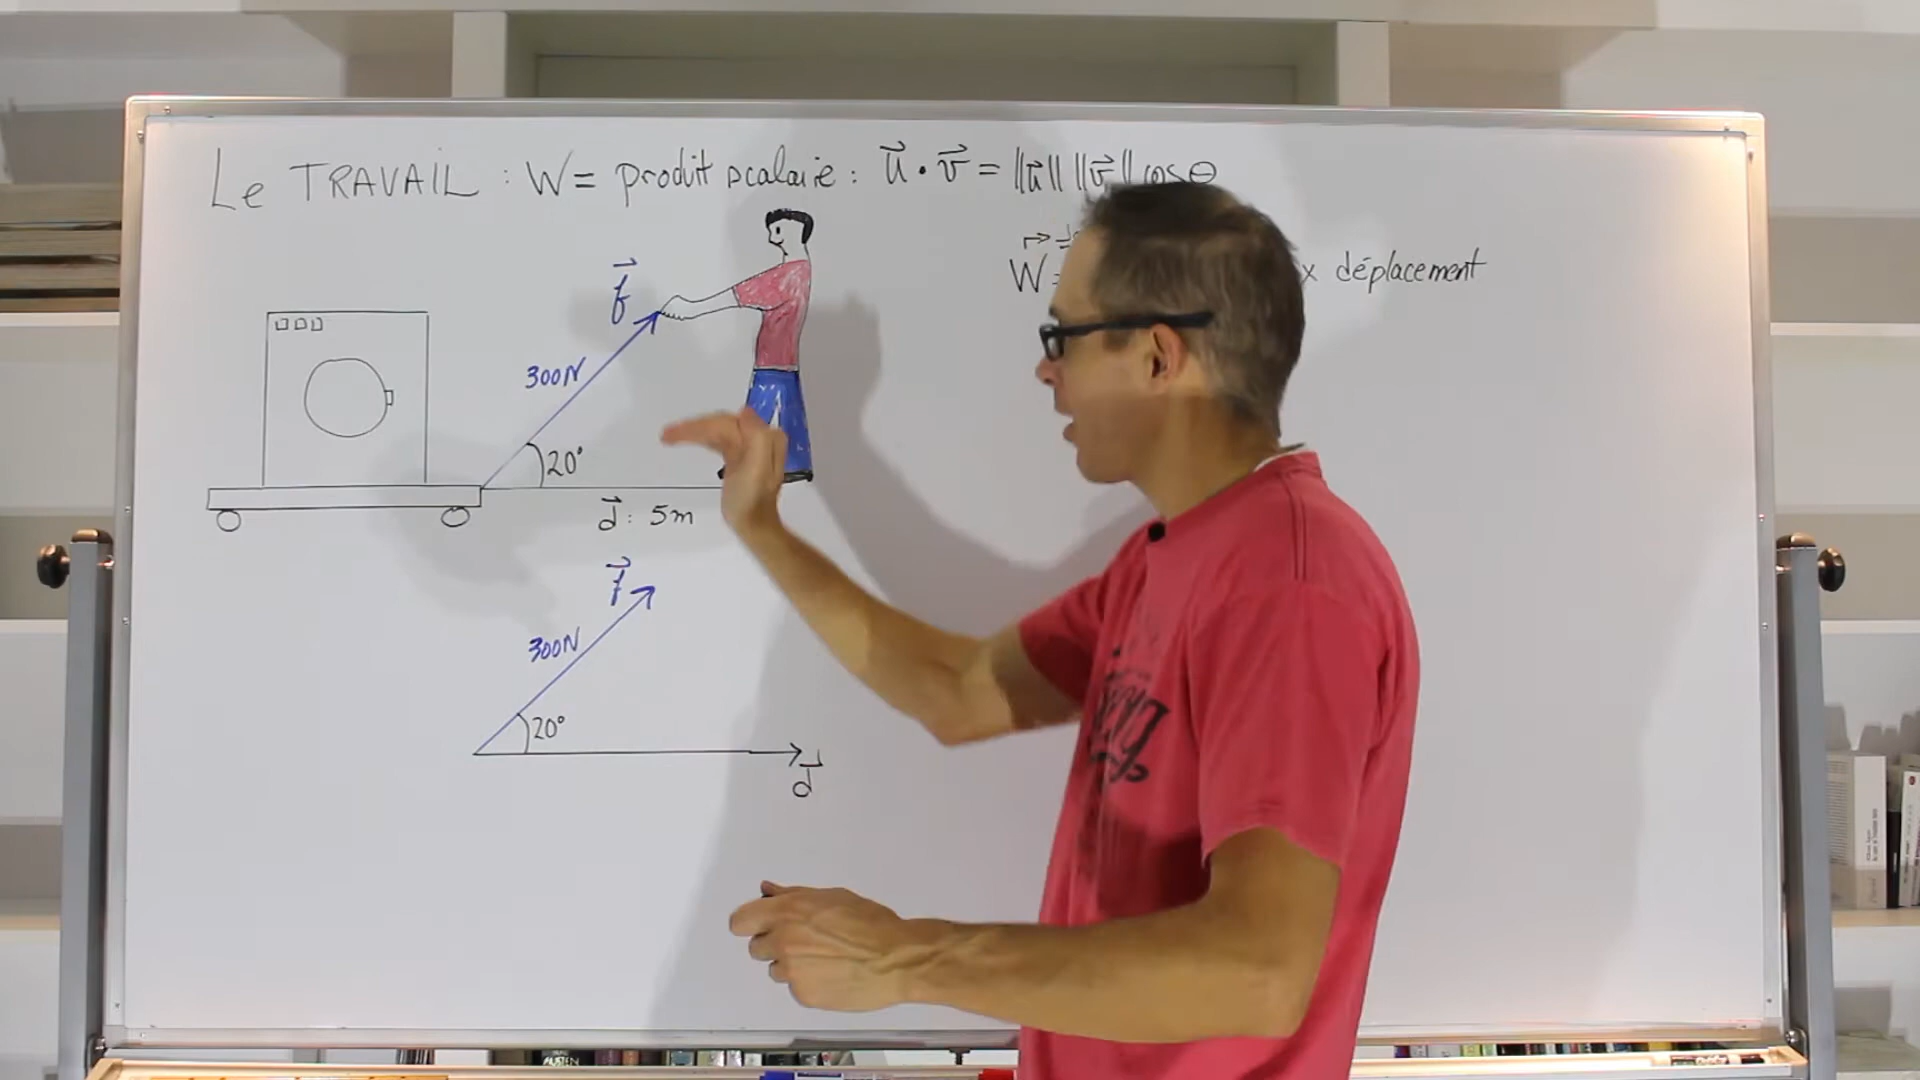 Le TRAVAIL : W = produit scalaire : u⃗ • v⃗ = ||u⃗|| ||v⃗|| cos θ
W = x déplacement
f⃗
300N
20°
d⃗ : 5m
f⃗
300N
20°
d⃗